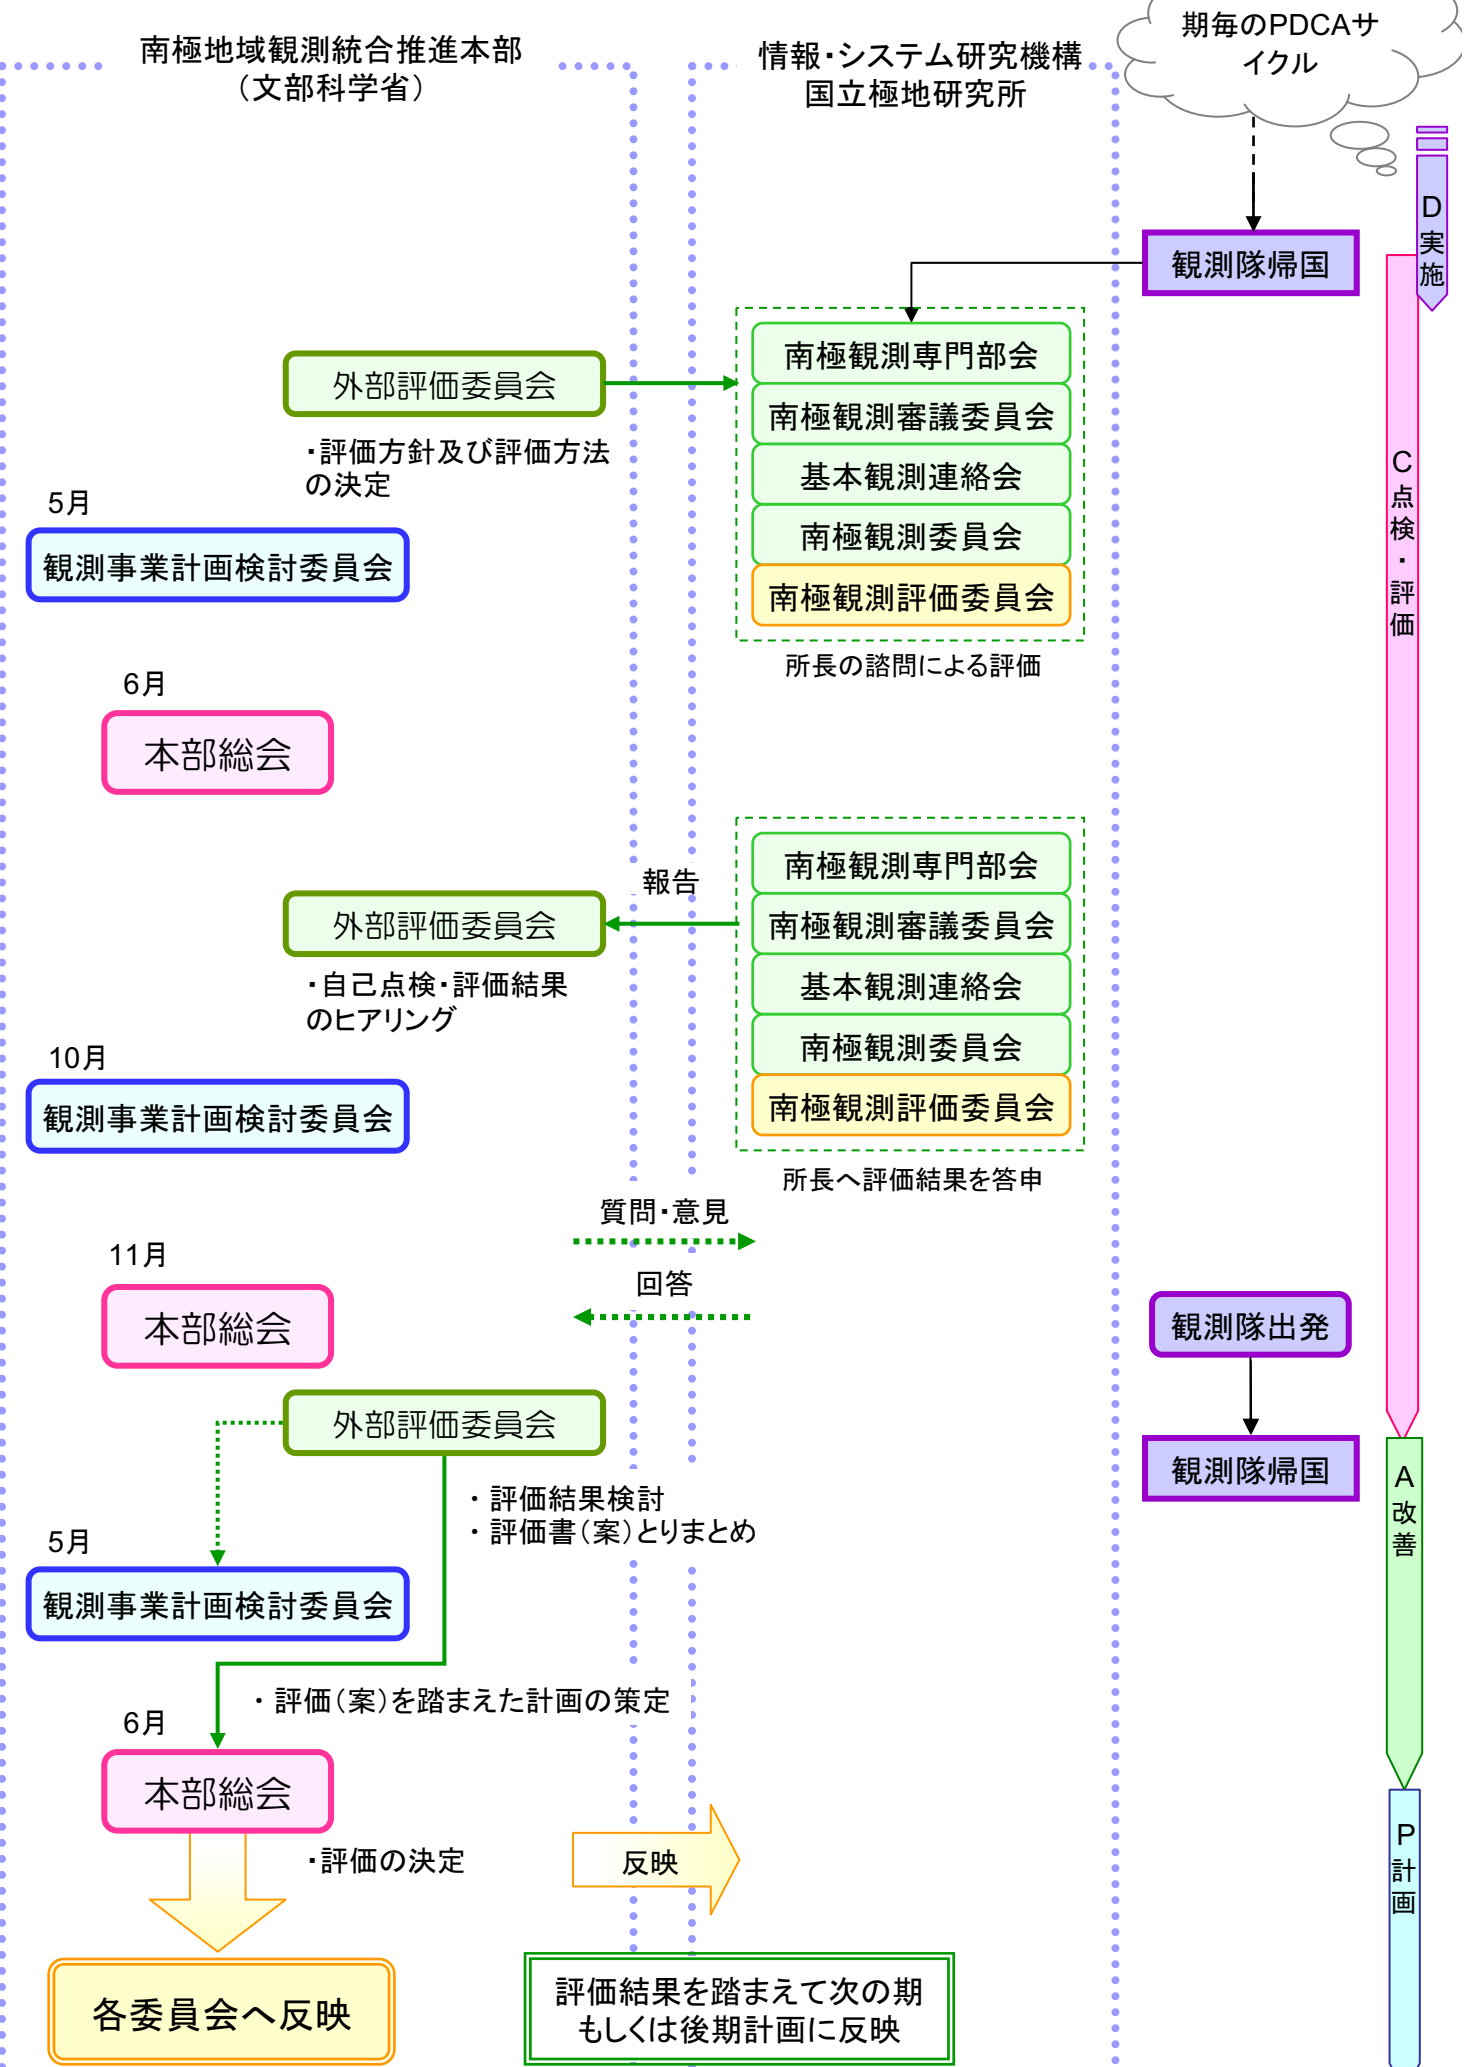 期毎のPDCAサ
イクル
南極地域観測統合推進本部
（文部科学省）
情報・システム研究機構
国立極地研究所
D
実
施
観測隊帰国
南極観測専門部会
外部評価委員会
南極観測審議委員会
・評価方針及び評価方法
の決定
基本観測連絡会
C
点
検
・
評
価
5月
南極観測委員会
観測事業計画検討委員会
南極観測評価委員会
所長の諮問による評価
6月
本部総会
南極観測専門部会
報告
外部評価委員会
南極観測審議委員会
・自己点検・評価結果
のヒアリング
基本観測連絡会
10月
南極観測委員会
観測事業計画検討委員会
南極観測評価委員会
所長へ評価結果を答申
質問・意見
11月
回答
本部総会
観測隊出発
外部評価委員会
観測隊帰国
A
改
善
・ 評価結果検討
・ 評価書（案）とりまとめ
5月
観測事業計画検討委員会
・ 評価（案）を踏まえた計画の策定
6月
本部総会
・評価の決定
反映
P
計
画
各委員会へ反映
評価結果を踏まえて次の期
もしくは後期計画に反映